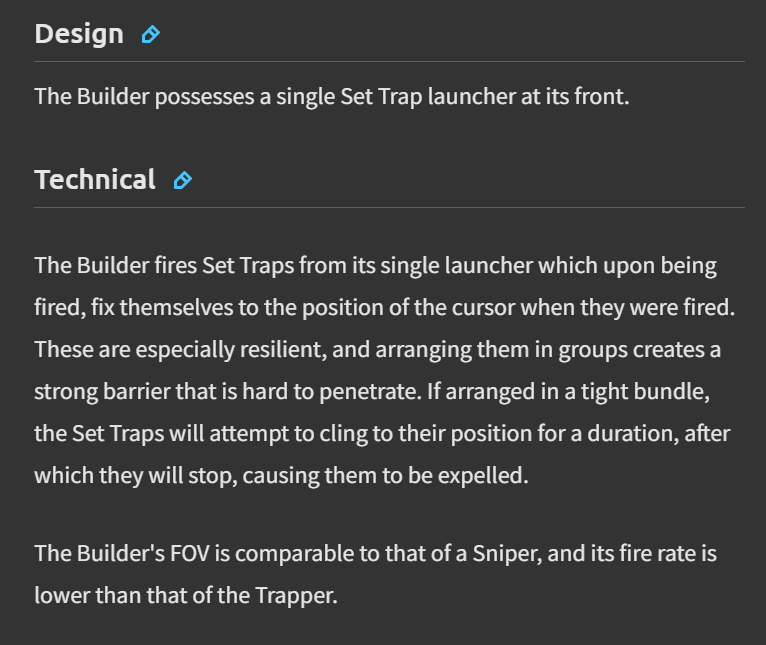 Design
The Builder possesses a single Set Trap launcher at its front.
Technical
The Builder fires Set Traps from its single launcher which upon being
fired, fix themselves to the position of the cursor when they were fired.
These are especially resilient, and arranging them in groups creates a
strong barrier that is hard to penetrate. If arranged in a tight bundle,
the Set Traps will attempt to cling to their position for a duration, after
which they will stop, causing them to be expelled.
The Builder's FOV is comparable to that of a Sniper, and its fire rate is
lower than that of the Trapper.